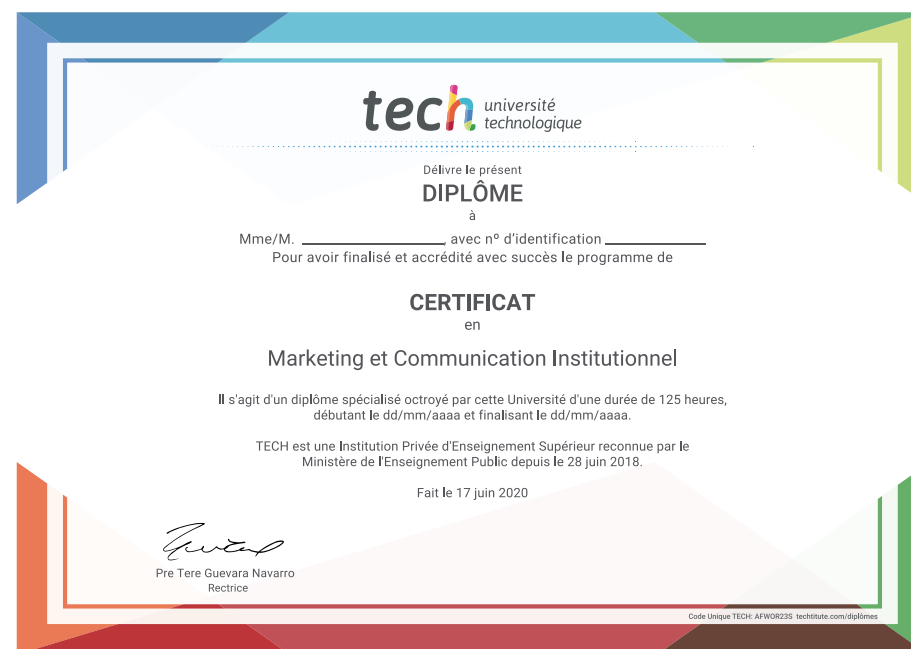 tech université
technologique
Délivre le présent
DIPLÔME
à
Mme/M. ____________________, avec nº d'identification ______________
Pour avoir finalisé et accrédité avec succès le programme de
CERTIFICAT
en
Marketing et Communication Institutionnel
Il s'agit d'un diplôme spécialisé octroyé par cette Université d'une durée de 125 heures,
débutant le dd/mm/aaaa et finalisant le dd/mm/aaaa.
TECH est une Institution Privée d'Enseignement Supérieur reconnue par le
Ministère de l'Enseignement Public depuis le 28 juin 2018.
Fait le 17 juin 2020
Pre Tere Guevara Navarro
Rectrice
Code Unique TECH: AFWOR23S techtitute.com/diplômes